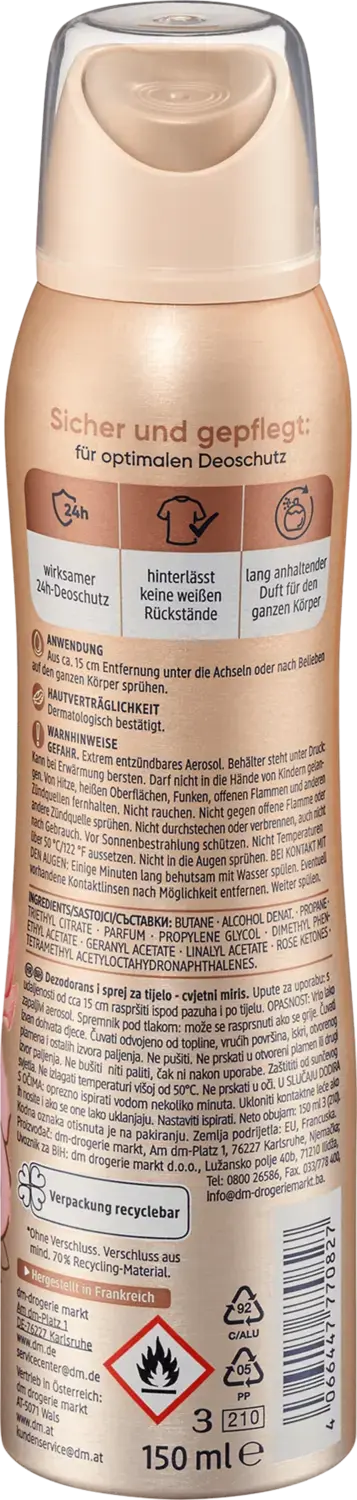 Sicher und gepflegt:
für optimalen Deoschutz
24h
wirksamer
24h-Deoschutz
hinterlässt
keine weißen
Rückstände
lang anhaltender
Duft für den
ganzen Körper
ANWENDUNG
Aus ca. 15 cm Entfernung unter die Achseln oder nach Belieben
auf den ganzen Körper sprühen.
HAUTVERTRÄGLICHKEIT
Dermatologisch bestätigt.
WARNHINWEISE
GEFAHR. Extrem entzündbares Aerosol. Behälter steht unter Druck:
Kann bei Erwärmung bersten. Darf nicht in die Hände von Kindern gelan-
gen. Von Hitze, heißen Oberflächen, Funken, offenen Flammen und anderen
Zündquellen fernhalten. Nicht rauchen. Nicht gegen offene Flamme oder
andere Zündquelle sprühen. Nicht durchstechen oder verbrennen, auch nicht
nach Gebrauch. Vor Sonnenbestrahlung schützen. Nicht Temperaturen
über 50 °C/122 °F aussetzen. Nicht in die Augen sprühen. BEI KONTAKT MIT
DEN AUGEN: Einige Minuten lang behutsam mit Wasser spülen. Eventuell
vorhandene Kontaktlinsen nach Möglichkeit entfernen. Weiter spülen.
INGREDIENTS/SASTOJCI/СЪСТАВКИ: BUTANE · ALCOHOL DENAT. · PROPANE ·
TRIETHYL CITRATE · PARFUM · PROPYLENE GLYCOL · DIMETHYL PHEN-
ETHYL ACETATE · GERANYL ACETATE · LINALYL ACETATE · ROSE KETONES ·
TETRAMETHYL ACETYLOCTAHYDRONAPHTHALENES.
Dezodorans i sprej za tijelo - cvjetni miris. Upute za uporabu: s
udaljenosti od cca 15 cm raspršiti ispod pazuha i po tijelu. OPASNOST: Vrlo lako
zapaljivi aerosol. Spremnik pod tlakom: može se rasprsnuti ako se grije. Čuvati
izvan dohvata djece. Čuvati odvojeno od topline, vrućih površina, iskri, otvorenog
plamena i ostalih izvora paljenja. Ne pušiti. Ne prskati u otvoreni plamen ili drugi
izvor paljenja. Ne bušiti niti paliti, čak ni nakon uporabe. Zaštititi od sunčevog
svjetla. Ne izlagati temperaturi višoj od 50°C. Ne prskati u oči. U SLUČAJU DODIRA
S OČIMA: oprezno ispirati vodom nekoliko minuta. Ukloniti kontaktne leće ako
ih nosite i ako se one lako uklanjaju. Nastaviti ispirati. Neto obujam: 150 ml
Kodna oznaka otisnuta je na pakiranju. Zemlja podrijetla: EU, Francuska.
Proizvođač: dm-drogerie markt, Am dm-Platz 1, 76227 Karlsruhe, Njemačka;
Uvoznik za BiH: dm drogerie markt d.o.o., Lužansko polje 40b, 71210 Ilidža,
Tel. 0800 26586, Fax. 033/778 400,
info@dm-drogeriemarkt.ba.
Verpackung recyclebar
*Ohne Verschluss. Verschluss aus
mind. 70% Recycling-Material.
Hergestellt in Frankreich
dm-drogerie markt
Am dm-Platz 1
DE-76227 Karlsruhe
www.dm.de
servicecenter@dm.de
Vertrieb in Österreich:
dm drogerie markt
AT-5071 Wals
www.dm.at
kundenservice@dm.at
92
C/ALU
05
PP
3 210
150 ml e
4 066447 770827